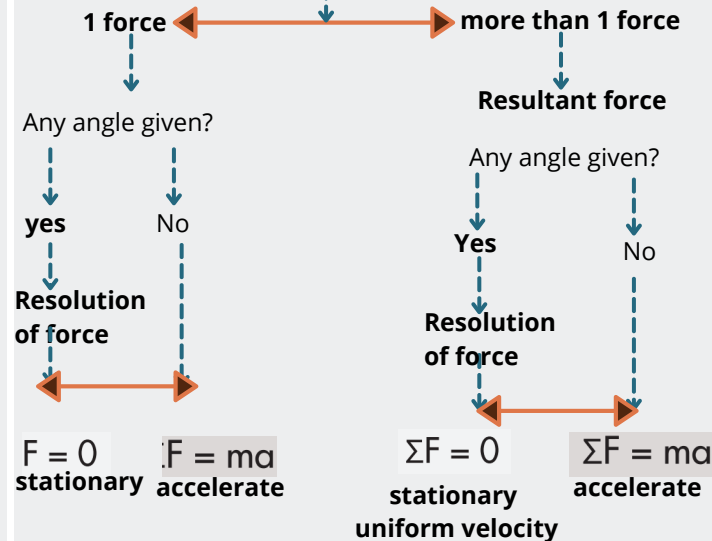 1 force
more than 1 force
Resultant force
Any angle given?
Any angle given?
yes
No
Yes
No
Resolution
of force
Resolution
of force
F = 0
ΣF = ma
ΣF = 0
ΣF = ma
stationary
accelerate
stationary
accelerate
uniform velocity